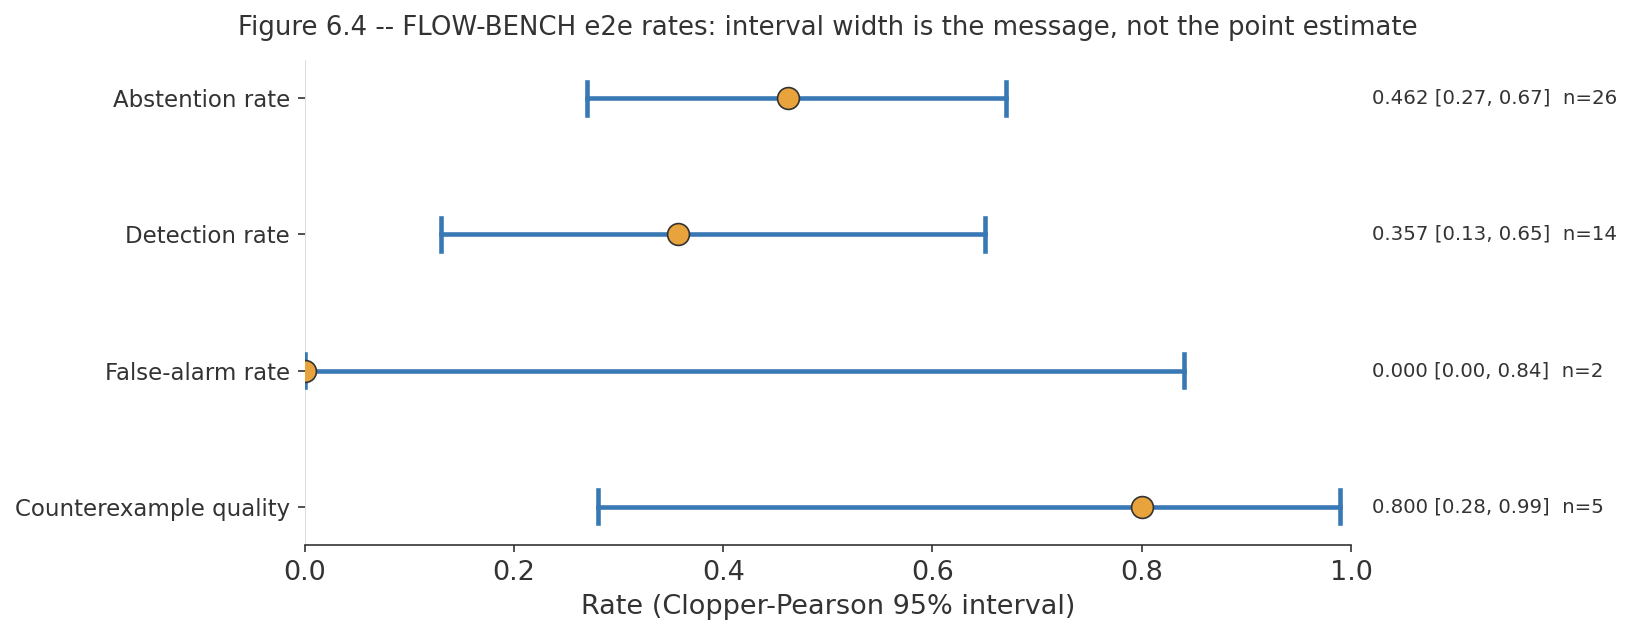 Figure 6.4 -- FLOW-BENCH e2e rates: interval width is the message, not the point estimate
Abstention rate
0.462 [0.27, 0.67]  n=26
Detection rate
0.357 [0.13, 0.65]  n=14
False-alarm rate
0.000 [0.00, 0.84]  n=2
Counterexample quality
0.800 [0.28, 0.99]  n=5
0.0 0.2 0.4 0.6 0.8 1.0
Rate (Clopper-Pearson 95% interval)